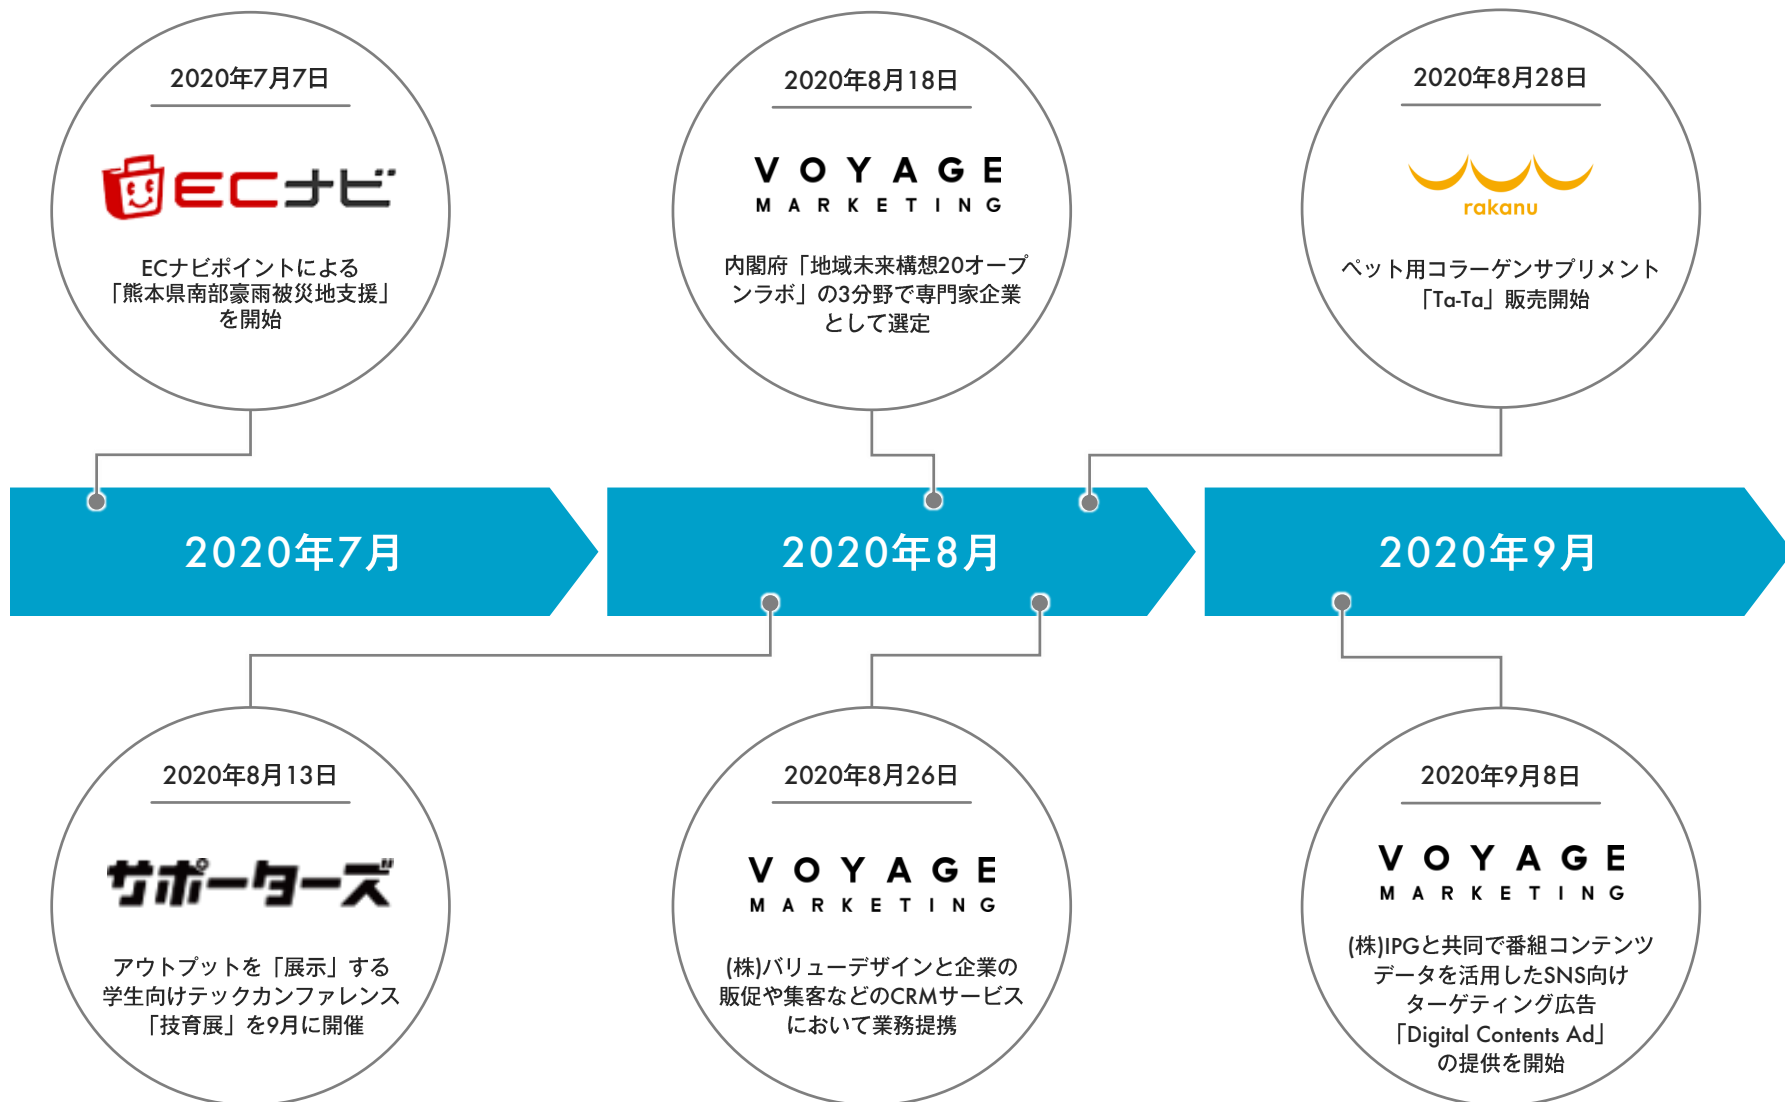 2020年7月7日
ECナビ
ECナビポイントによる
「熊本県南部豪雨被災地支援」
を開始
2020年8月18日
VOYAGE
MARKETING
内閣府「地域未来構想20オープ
ンラボ」の3分野で専門家企業
として選定
2020年8月28日
rakanu
ペット用コラーゲンサプリメント
「Ta-Ta」販売開始
2020年7月
2020年8月
2020年9月
2020年8月13日
サポーターズ
アウトプットを「展示」する
学生向けテックカンファレンス
「技育展」を9月に開催
2020年8月26日
VOYAGE
MARKETING
(株)バリューデザインと企業の
販促や集客などのCRMサービス
において業務提携
2020年9月8日
VOYAGE
MARKETING
(株)IPGと共同で番組コンテンツ
データを活用したSNS向け
ターゲティング広告
「Digital Contents Ad」
の提供を開始